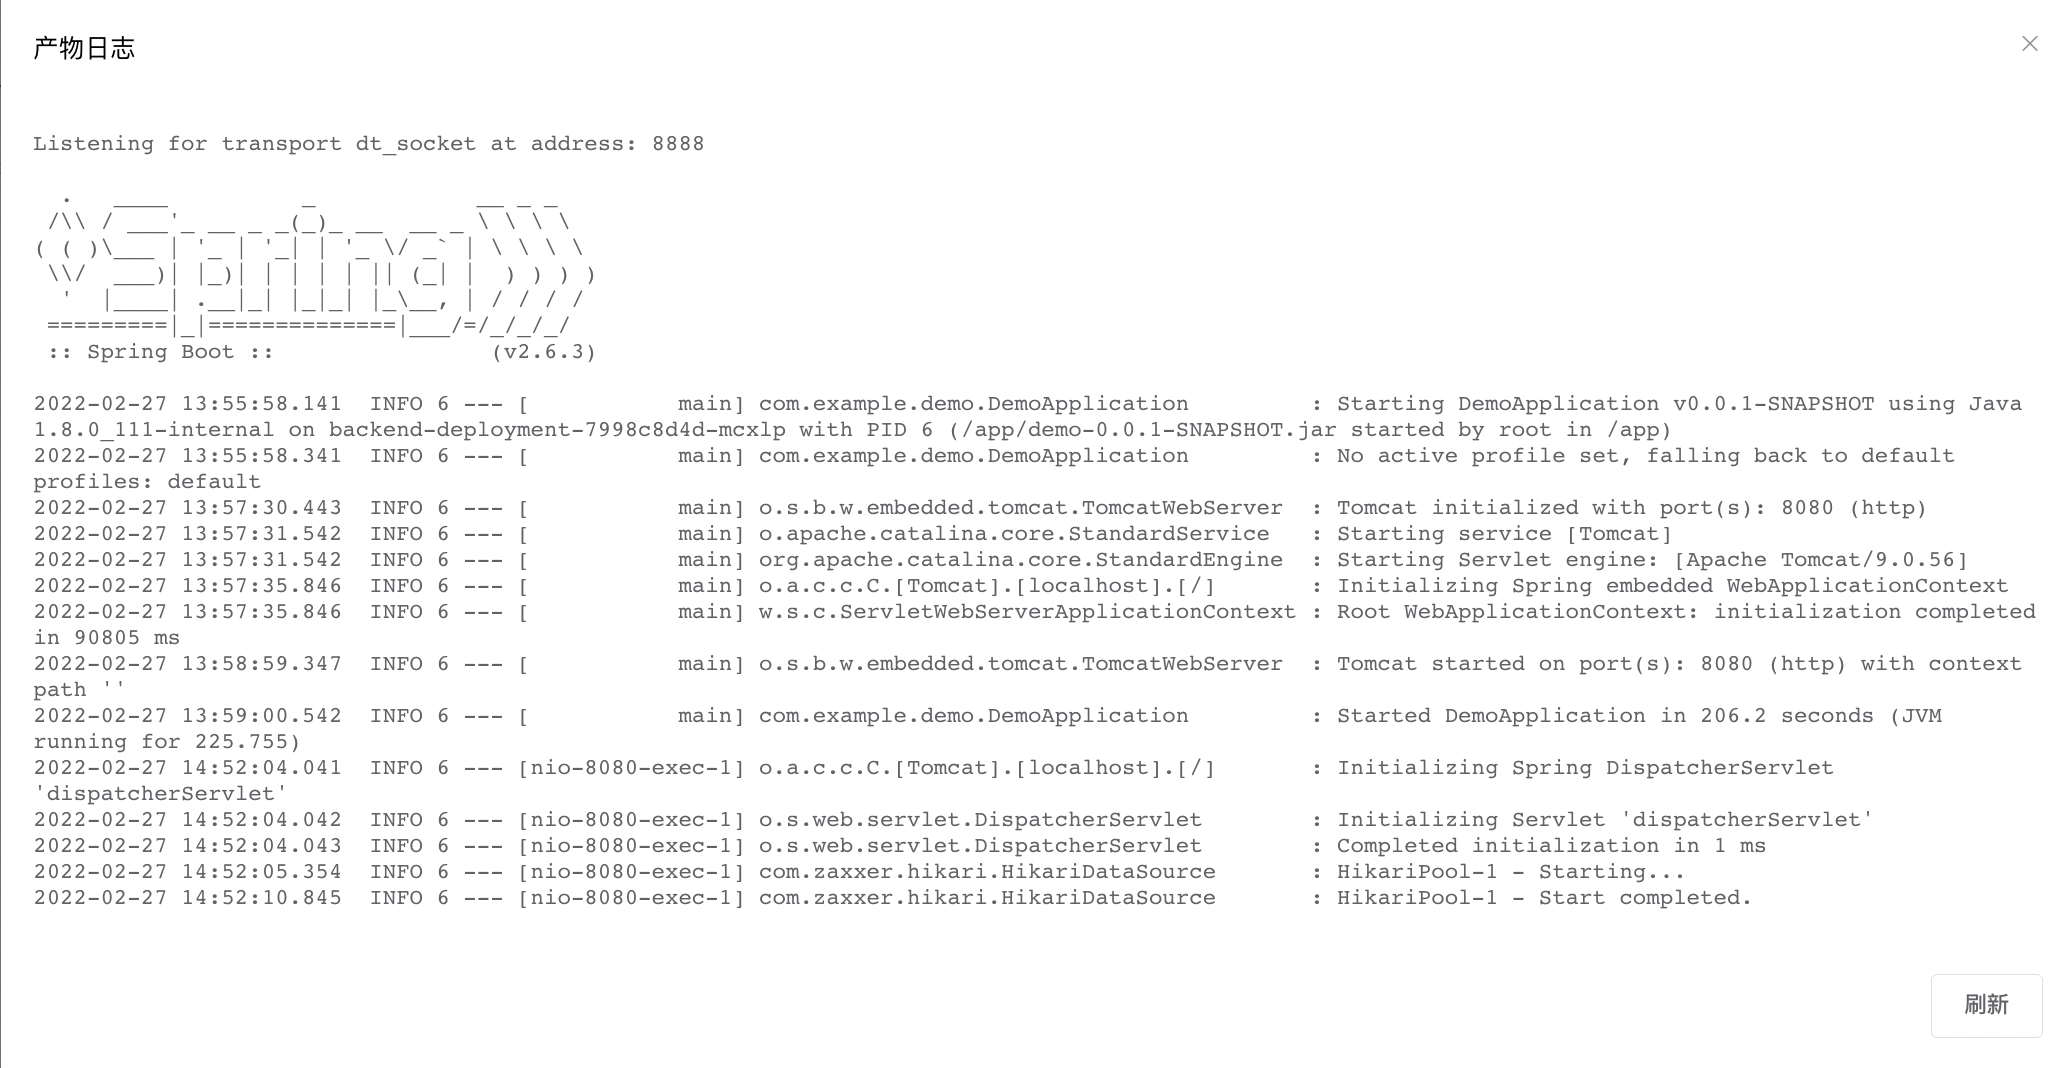 产物日志
Listening for transport dt_socket at address: 8888
  .   ____          _            __ _ _
 /\\ / ___'_ __ _ _(_)_ __  __ _ \ \ \ \
( ( )\___ | '_ | '_| | '_ \/ _` | \ \ \ \
 \\/  ___)| |_)| | | | | || (_| |  ) ) ) )
  '  |____| .__|_| |_|_| |_\__, | / / / /
 =========|_|==============|___/=/_/_/_/
 :: Spring Boot ::                (v2.6.3)
2022-02-27 13:55:58.141  INFO 6 --- [           main] com.example.demo.DemoApplication         : Starting DemoApplication v0.0.1-SNAPSHOT using Java
1.8.0_111-internal on backend-deployment-7998c8d4d-mcxlp with PID 6 (/app/demo-0.0.1-SNAPSHOT.jar started by root in /app)
2022-02-27 13:55:58.341  INFO 6 --- [           main] com.example.demo.DemoApplication         : No active profile set, falling back to default
profiles: default
2022-02-27 13:57:30.443  INFO 6 --- [           main] o.s.b.w.embedded.tomcat.TomcatWebServer  : Tomcat initialized with port(s): 8080 (http)
2022-02-27 13:57:31.542  INFO 6 --- [           main] o.apache.catalina.core.StandardService   : Starting service [Tomcat]
2022-02-27 13:57:31.542  INFO 6 --- [           main] org.apache.catalina.core.StandardEngine  : Starting Servlet engine: [Apache Tomcat/9.0.56]
2022-02-27 13:57:35.846  INFO 6 --- [           main] o.a.c.c.C.[Tomcat].[localhost].[/]       : Initializing Spring embedded WebApplicationContext
2022-02-27 13:57:35.846  INFO 6 --- [           main] w.s.c.ServletWebServerApplicationContext : Root WebApplicationContext: initialization completed
in 90805 ms
2022-02-27 13:58:59.347  INFO 6 --- [           main] o.s.b.w.embedded.tomcat.TomcatWebServer  : Tomcat started on port(s): 8080 (http) with context
path ''
2022-02-27 13:59:00.542  INFO 6 --- [           main] com.example.demo.DemoApplication         : Started DemoApplication in 206.2 seconds (JVM
running for 225.755)
2022-02-27 14:52:04.041  INFO 6 --- [nio-8080-exec-1] o.a.c.c.C.[Tomcat].[localhost].[/]       : Initializing Spring DispatcherServlet
'dispatcherServlet'
2022-02-27 14:52:04.042  INFO 6 --- [nio-8080-exec-1] o.s.web.servlet.DispatcherServlet        : Initializing Servlet 'dispatcherServlet'
2022-02-27 14:52:04.043  INFO 6 --- [nio-8080-exec-1] o.s.web.servlet.DispatcherServlet        : Completed initialization in 1 ms
2022-02-27 14:52:05.354  INFO 6 --- [nio-8080-exec-1] com.zaxxer.hikari.HikariDataSource       : HikariPool-1 - Starting...
2022-02-27 14:52:10.845  INFO 6 --- [nio-8080-exec-1] com.zaxxer.hikari.HikariDataSource       : HikariPool-1 - Start completed.
刷新